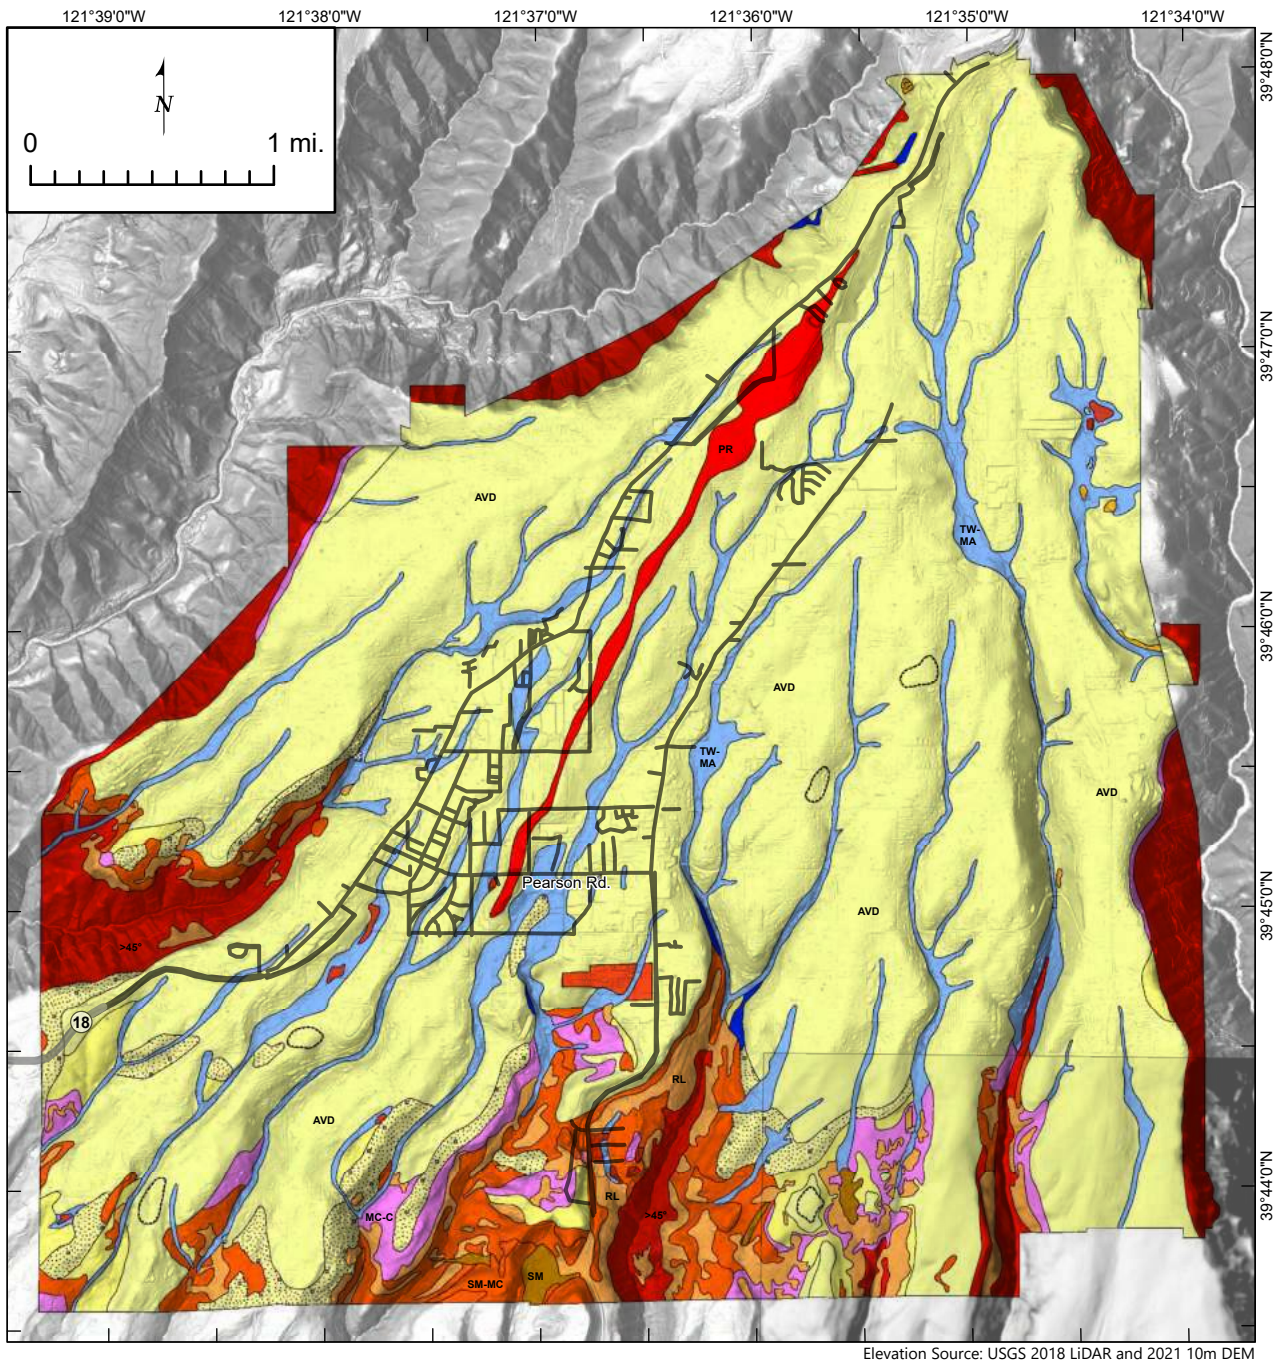 121°39'0"W 121°38'0"W 121°37'0"W 121°36'0"W 121°35'0"W 121°34'0"W
N
0 1 mi.
39°48'0"N
39°47'0"N
PR
AVD
TW-
MA
39°46'0"N
AVD
TW-
MA
AVD
Pearson Rd.
AVD
39°45'0"N
>45°
18
RL
AVD
39°44'0"N
RL
MC-C
>45°
SM
SM-MC
Elevation Source: USGS 2018 LiDAR and 2021 10m DEM